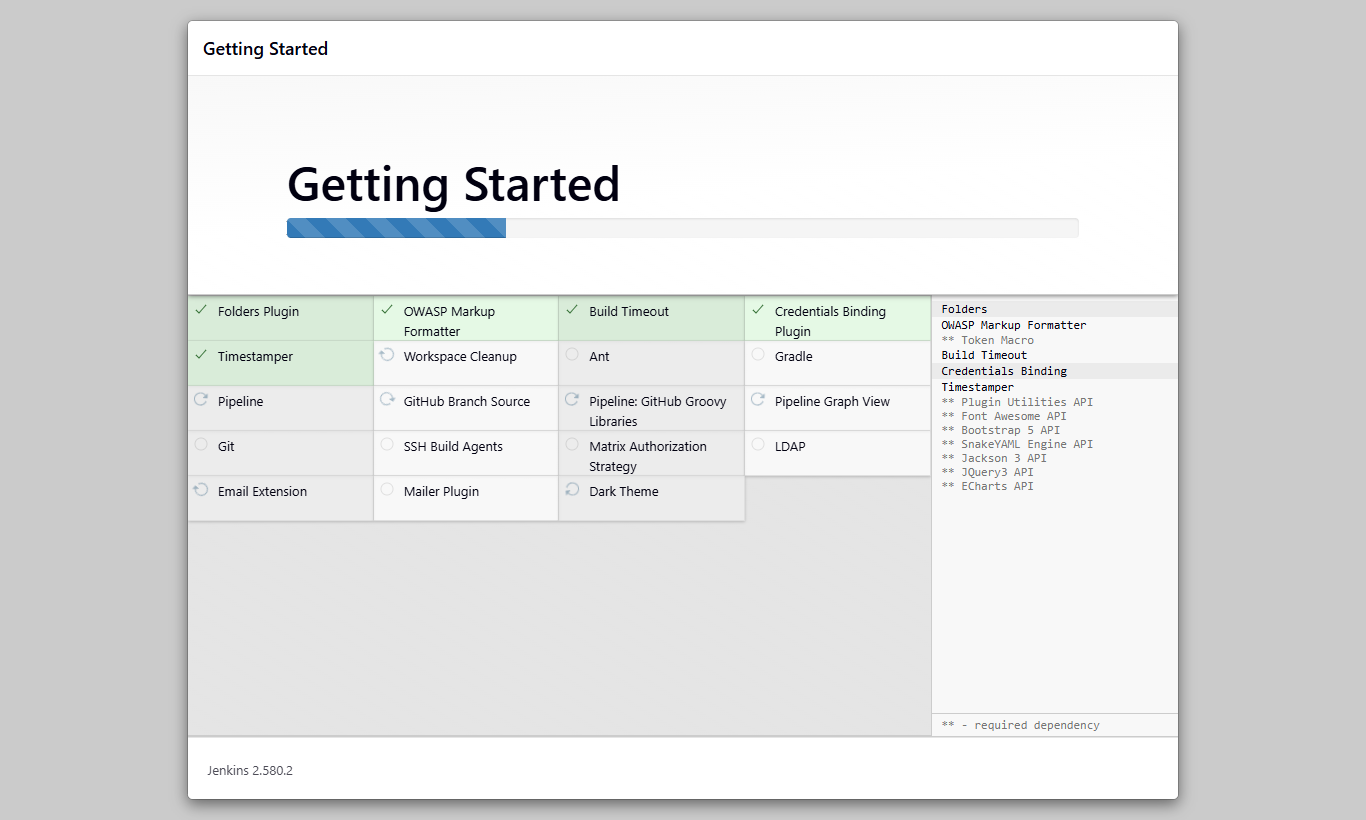 Getting Started
Getting Started
Folders Plugin
OWASP Markup
Formatter
Build Timeout
Credentials Binding
Plugin
Timestamper
Workspace Cleanup
Ant
Gradle
Pipeline
GitHub Branch Source
Pipeline: GitHub Groovy
Libraries
Pipeline Graph View
Git
SSH Build Agents
Matrix Authorization
Strategy
LDAP
Email Extension
Mailer Plugin
Dark Theme
Folders
OWASP Markup Formatter
** Token Macro
Build Timeout
Credentials Binding
Timestamper
** Plugin Utilities API
** Font Awesome API
** Bootstrap 5 API
** SnakeYAML Engine API
** Jackson 3 API
** JQuery3 API
** ECharts API
** - required dependency
Jenkins 2.580.2